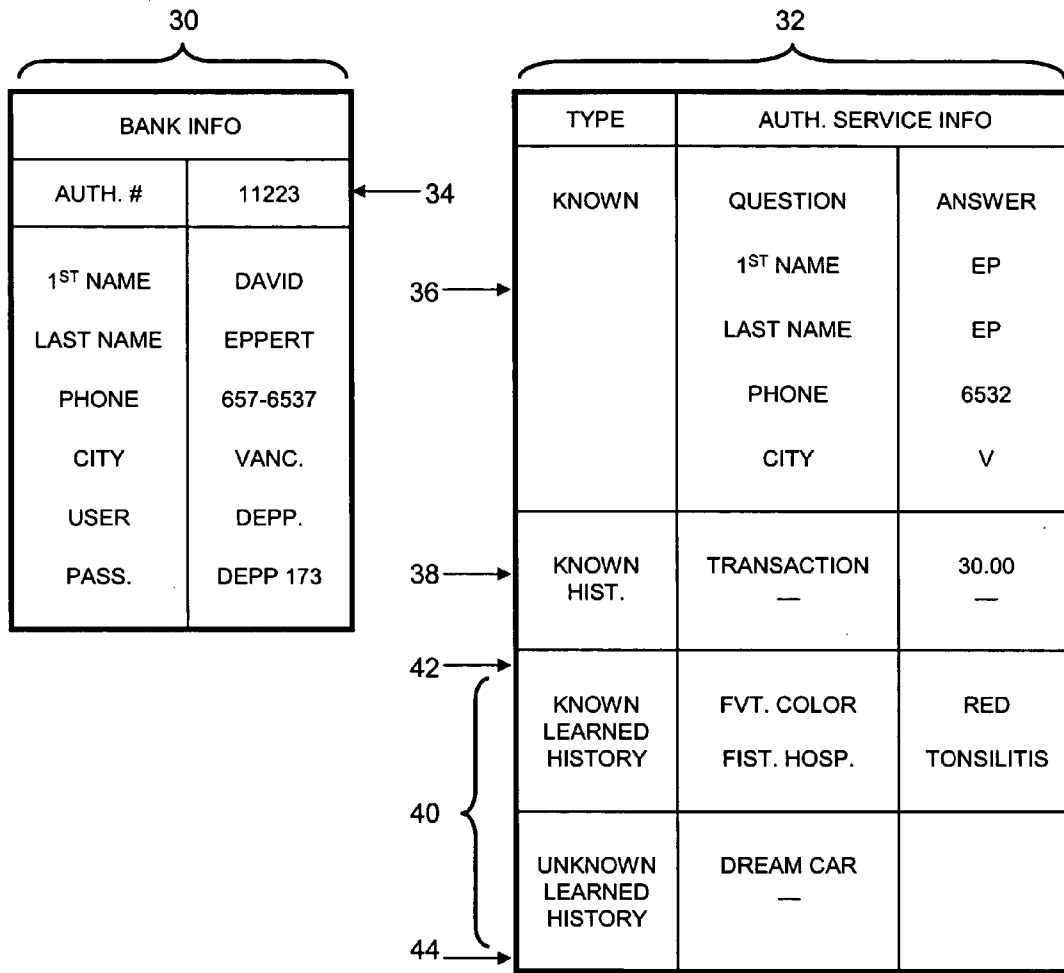 30
BANK INFO
AUTH. # 11223
34
1ST NAME DAVID
LAST NAME EPPERT
PHONE 657-6537
CITY VANC.
USER DEPP.
PASS. DEPP 173
32
TYPE AUTH. SERVICE INFO
KNOWN QUESTION ANSWER
36
1ST NAME EP
LAST NAME EP
PHONE 6532
CITY V
38
KNOWN HIST. TRANSACTION 30.00
— —
42
40
KNOWN
LEARNED
HISTORY
FVT. COLOR RED
FIST. HOSP. TONSILITIS
UNKNOWN
LEARNED
HISTORY
DREAM CAR
—
44